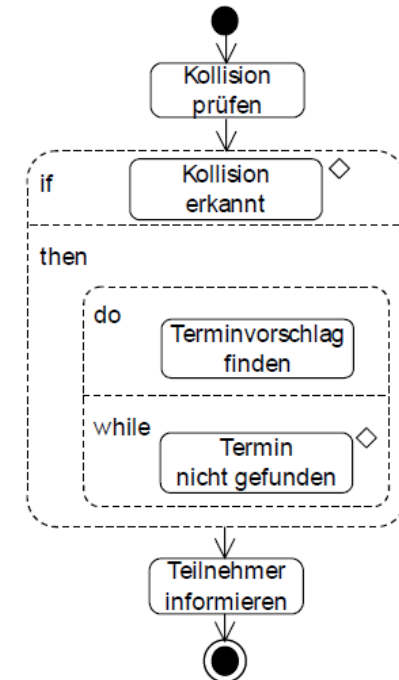 Kollision
prüfen
if
Kollision
erkannt
then
do
Terminvorschlag
finden
while
Termin
nicht gefunden
Teilnehmer
informieren